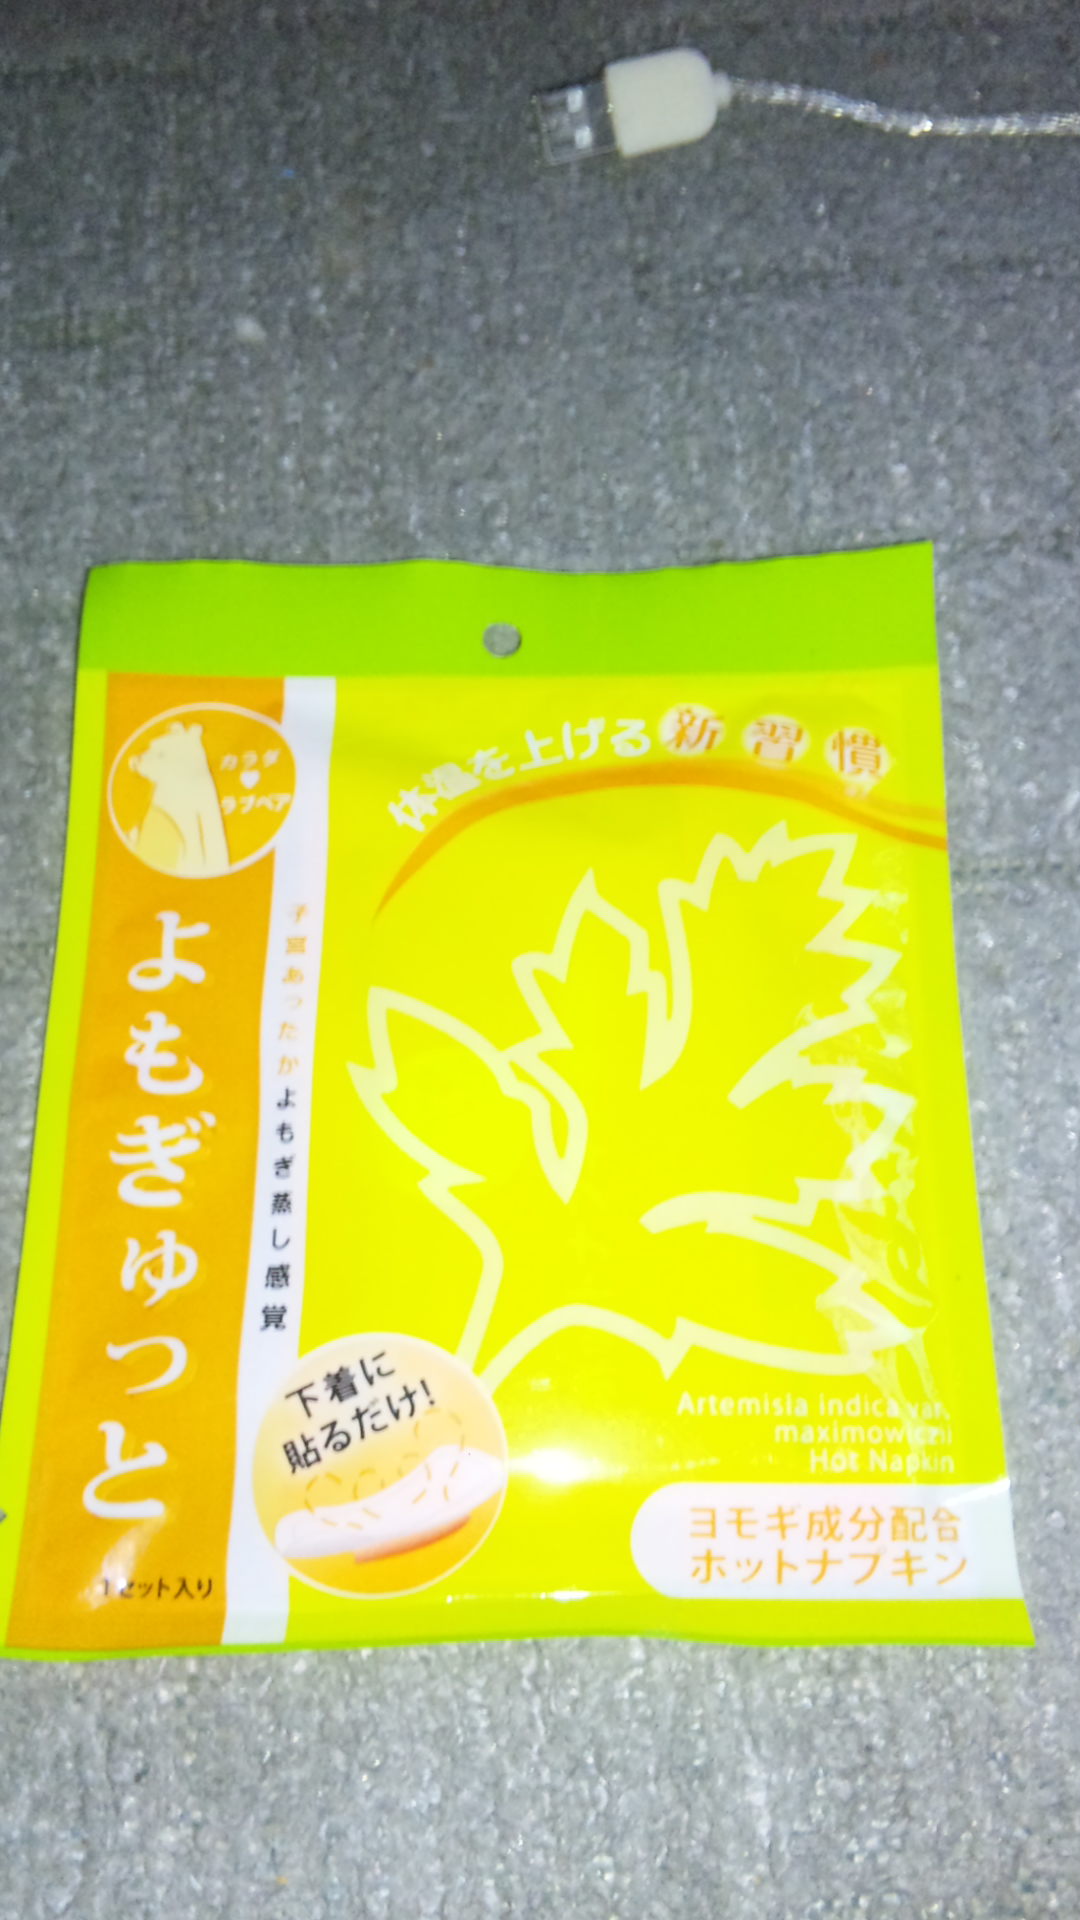 体温を上げる新習慣
カラダ
ラブベア
よもぎゅっと
子宮あったかよもぎ蒸し感覚
下着に
貼るだけ!
Artemisia indica var.
maximowiczii
Hot Napkin
ヨモギ成分配合
ホットナプキン
1セット入り